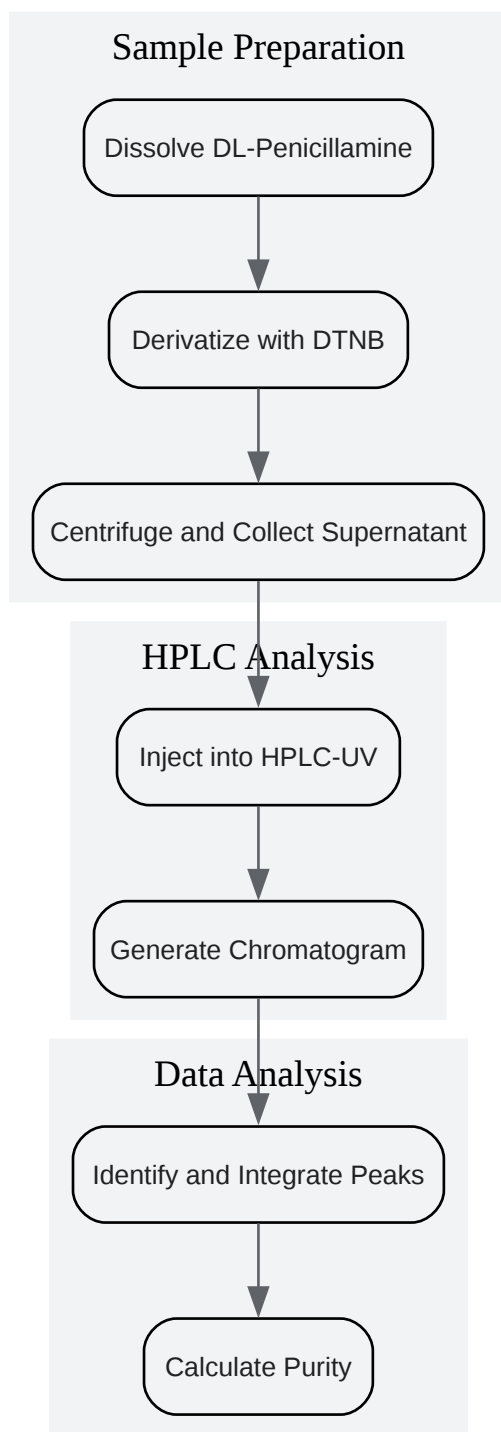 Sample Preparation
Dissolve DL-Penicillamine
Derivatize with DTNB
Centrifuge and Collect Supernatant
HPLC Analysis
Inject into HPLC-UV
Generate Chromatogram
Data Analysis
Identify and Integrate Peaks
Calculate Purity